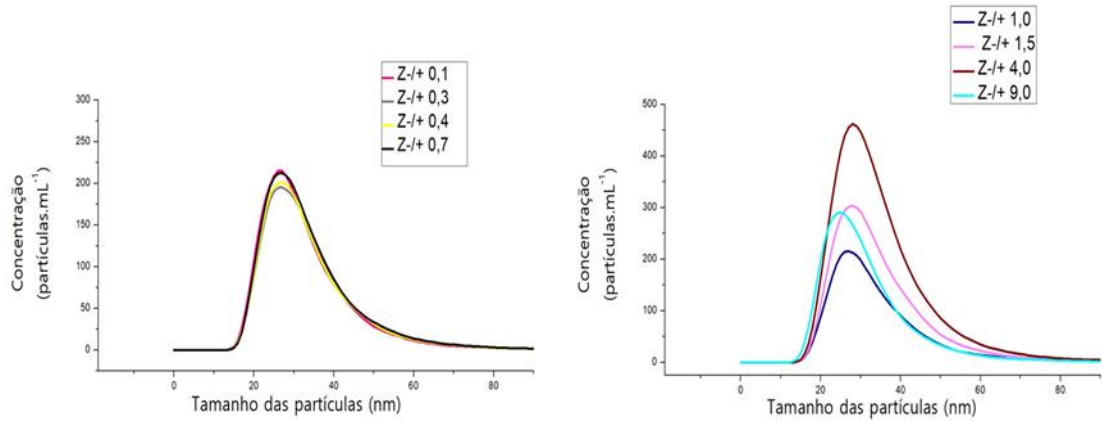 Z-/+ 0,1
Z-/+ 0,3
Z-/+ 0,4
Z-/+ 0,7
300
250
200
150
100
50
0
Concentração
(partículas.mL⁻¹)
0
20
40
60
80
Tamanho das partículas (nm)
Z-/+ 1,0
Z-/+ 1,5
Z-/+ 4,0
Z-/+ 9,0
500
400
300
200
100
0
Concentração
(partículas.mL⁻¹)
0
20
40
60
80
Tamanho das partículas (nm)